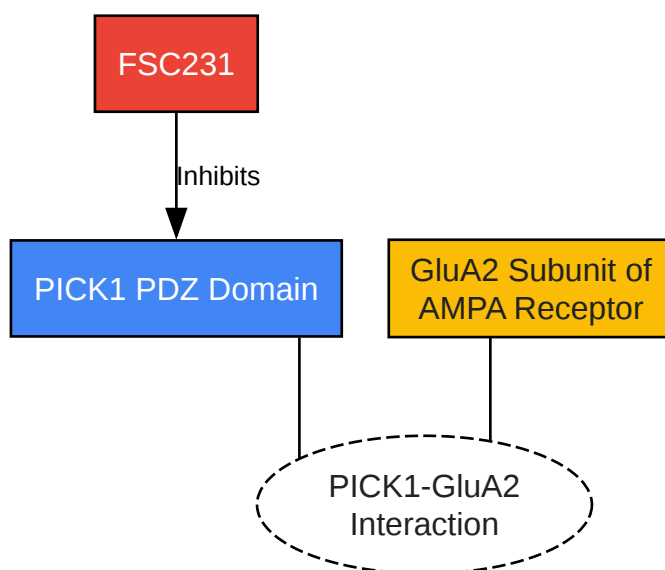 FSC231
Inhibits
PICK1 PDZ Domain
GluA2 Subunit of
AMPA Receptor
PICK1-GluA2
Interaction